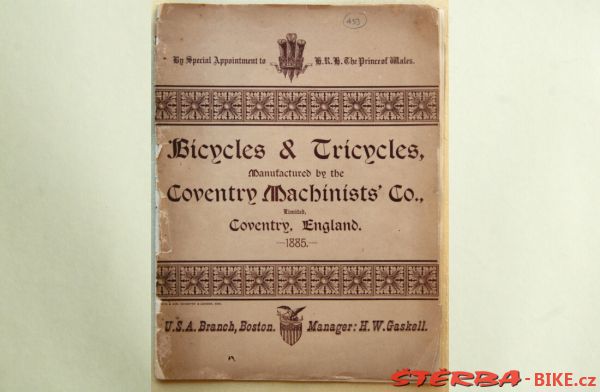 453
By Special Appointment to H.R.H. The Prince of Wales.
Bicycles & Tricycles,
Manufactured by the
Coventry Machinists' Co.,
Limited,
Coventry, England.
—1885.—
U.S.A. Branch, Boston. Manager: H.W. Gaskell.
ŠTĚRBA-BIKE.cz